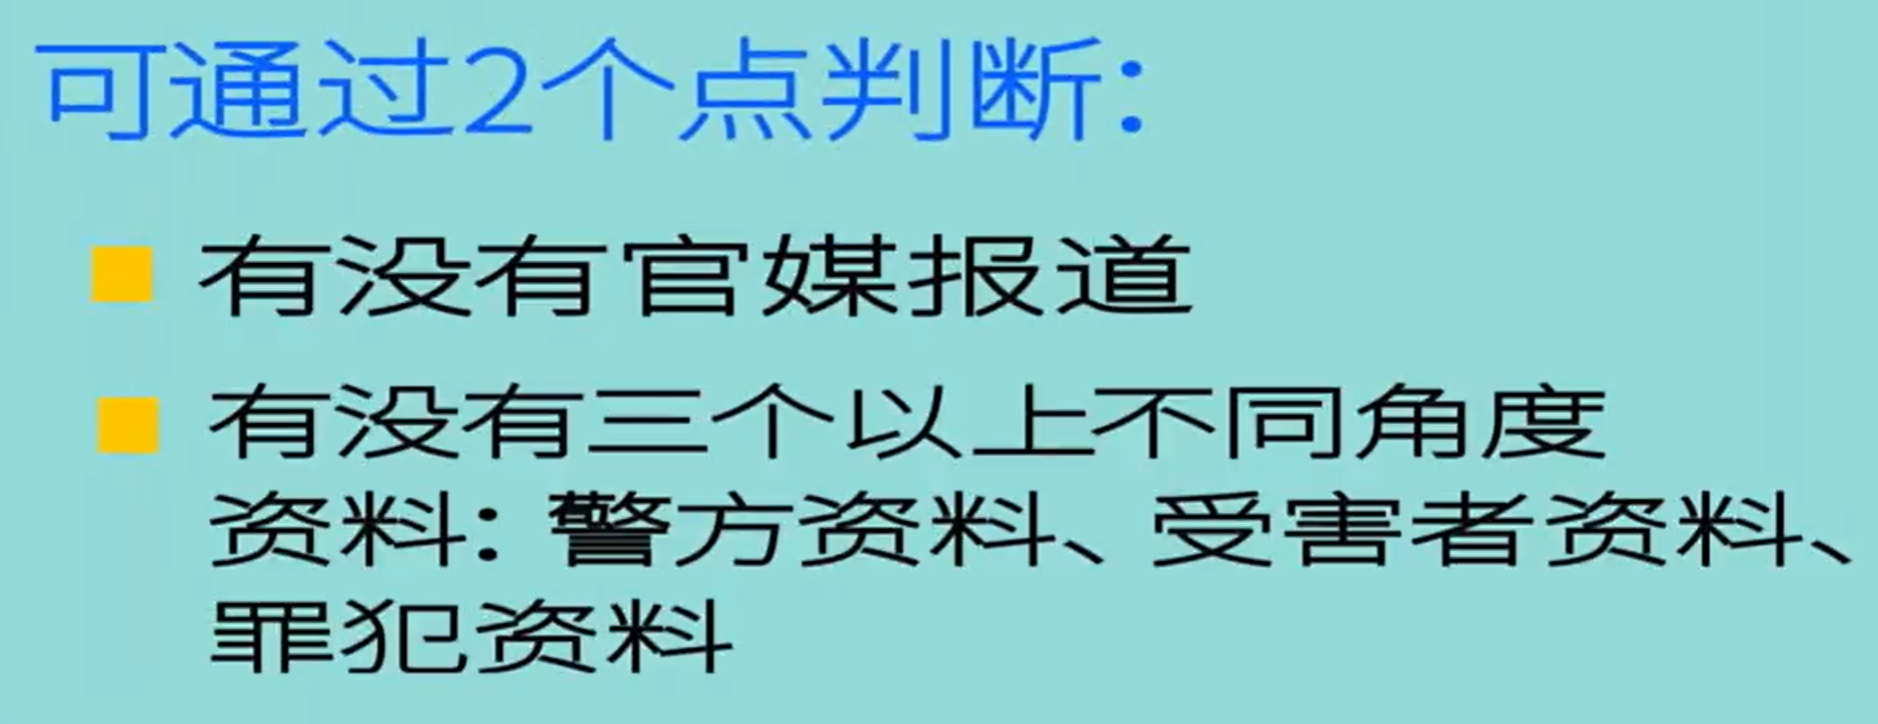 可通过2个点判断：
有没有官媒报道
有没有三个以上不同角度
资料：警方资料、受害者资料、
罪犯资料